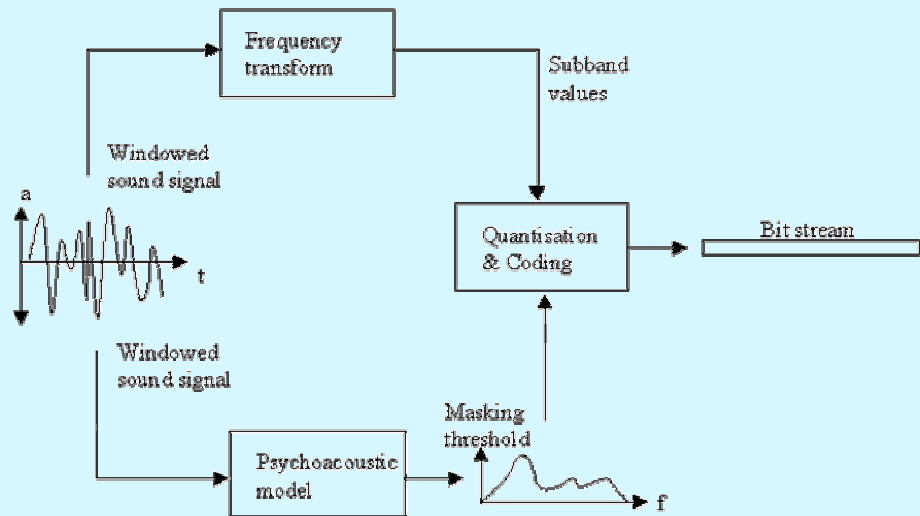 Frequency
transform
Subband
values
Windowed
sound signal
a
t
Quantisation
& Coding
Bit stream
Windowed
sound signal
Masking
threshold
Psychoacoustic
model
f